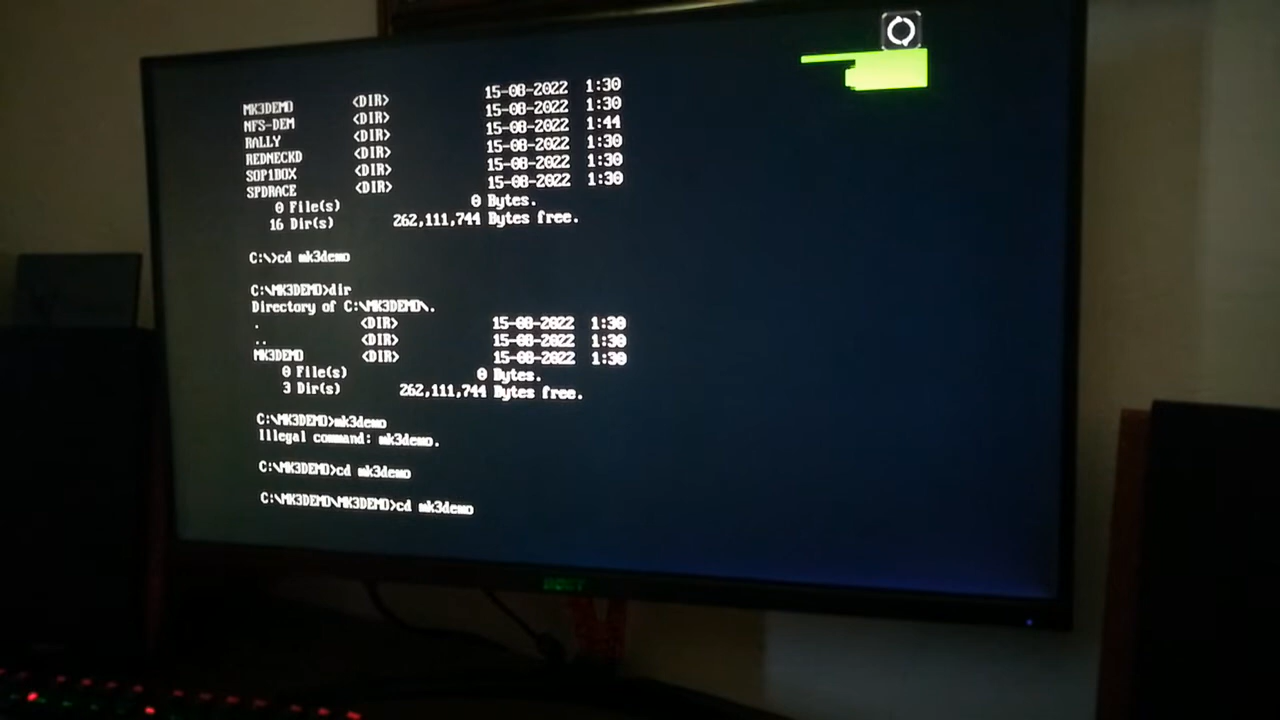 MK3DEMO <DIR> 15-08-2022 1:30
NFS-DEM <DIR> 15-08-2022 1:30
RALLY <DIR> 15-08-2022 1:44
REDNECKD <DIR> 15-08-2022 1:30
SOP1BOX <DIR> 15-08-2022 1:30
SPDRACE <DIR> 15-08-2022 1:30
0 File(s) 0 Bytes.
16 Dir(s) 262,111,744 Bytes free.
C:\>cd mk3demo
C:\MK3DEMO>dir
Directory of C:\MK3DEMO\.
. <DIR> 15-08-2022 1:30
.. <DIR> 15-08-2022 1:30
MK3DEMO <DIR> 15-08-2022 1:30
0 File(s) 0 Bytes.
3 Dir(s) 262,111,744 Bytes free.
C:\MK3DEMO>mk3demo
Illegal command: mk3demo.
C:\MK3DEMO>cd mk3demo
C:\MK3DEMO\MK3DEMO>cd mk3demo